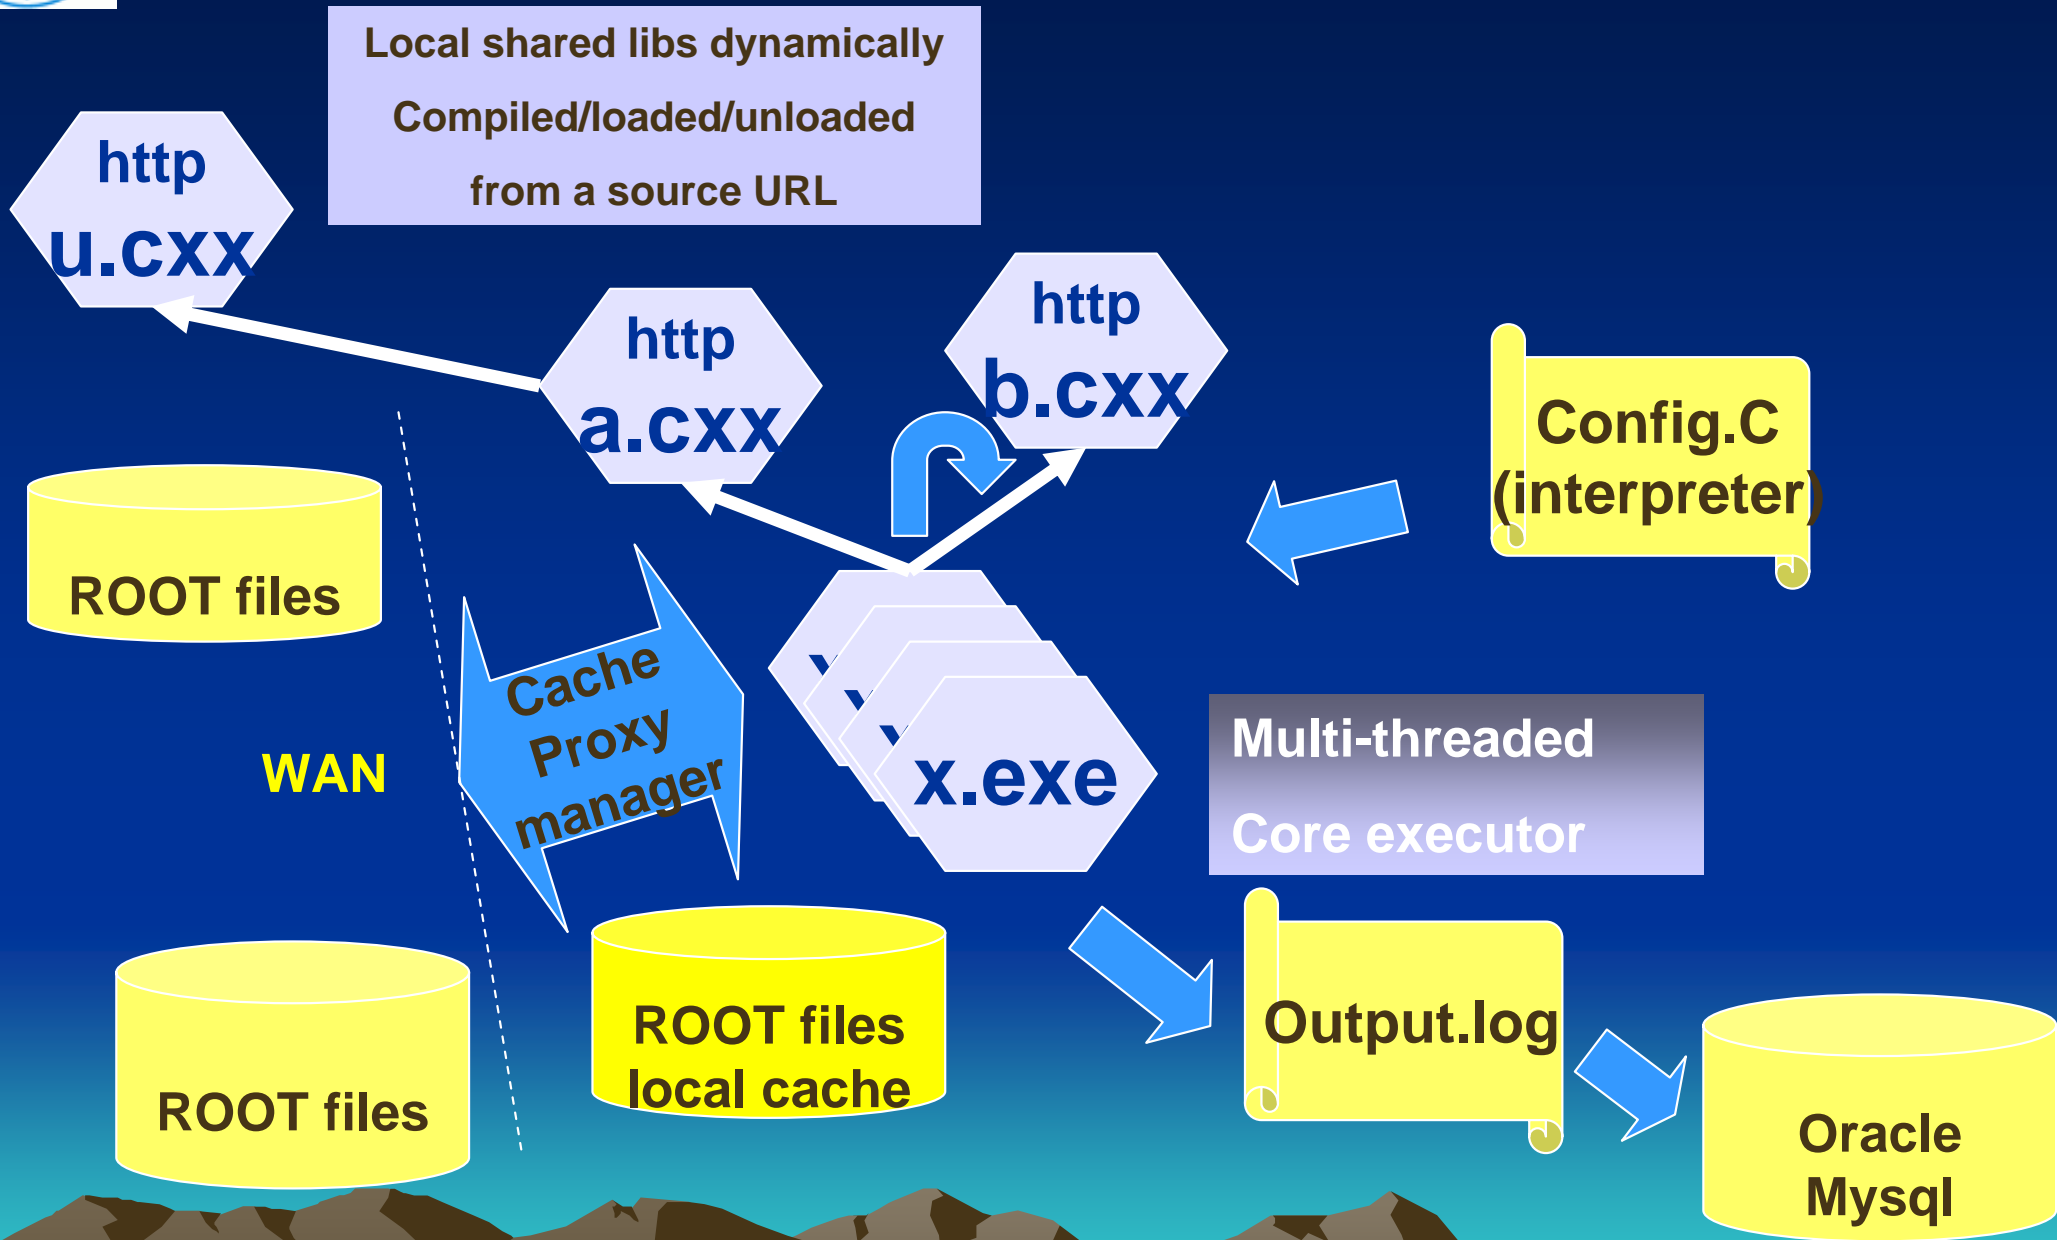 Local shared libs dynamically
Compiled/loaded/unloaded
from a source URL
http
u.cxx
http
a.cxx
http
b.cxx
Config.C
(interpreter)
ROOT files
Cache
Proxy
manager
WAN
x.exe
Multi-threaded
Core executor
ROOT files
ROOT files
local cache
Output.log
Oracle
Mysql